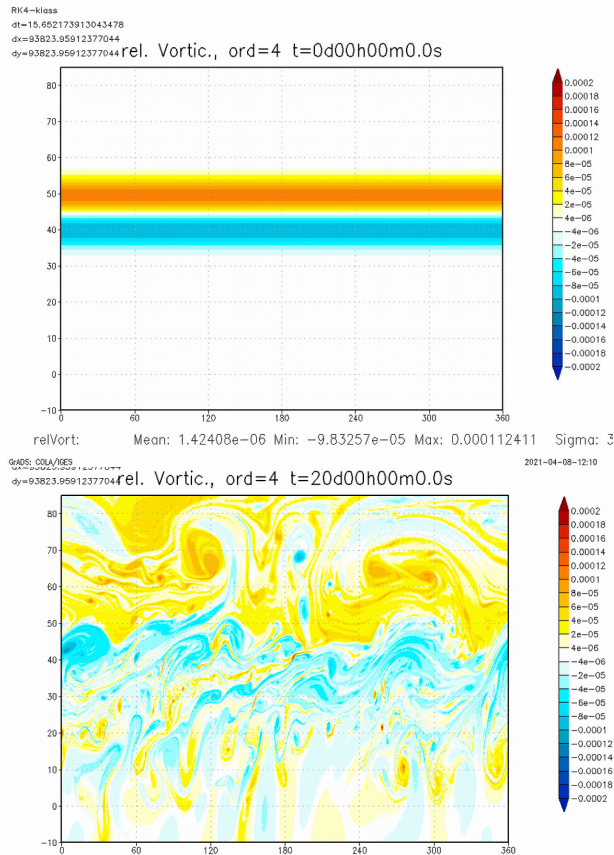 RK4-klass
dt=15.652173913043478
dx=93823.95912377044
dy=93823.95912377044
rel. Vortic., ord=4 t=0d00h00m0.0s
80
70
60
50
40
30
20
10
0
-10
0 60 120 180 240 300 360
0.0002
0.00018
0.00016
0.00014
0.00012
0.0001
8e-05
6e-05
4e-05
2e-05
4e-06
-4e-06
-2e-05
-4e-05
-6e-05
-8e-05
-0.0001
-0.00012
-0.00014
-0.00016
-0.00018
-0.0002
relVort: Mean: 1.42408e-06 Min: -9.83257e-05 Max: 0.000112411 Sigma: 3
GrADS: COLA/IGES 2021-04-08-12:10
dy=93823.95912377044
rel. Vortic., ord=4 t=20d00h00m0.0s
80
70
60
50
40
30
20
10
0
-10
0 60 120 180 240 300 360
0.0002
0.00018
0.00016
0.00014
0.00012
0.0001
8e-05
6e-05
4e-05
2e-05
4e-06
-4e-06
-2e-05
-4e-05
-6e-05
-8e-05
-0.0001
-0.00012
-0.00014
-0.00016
-0.00018
-0.0002